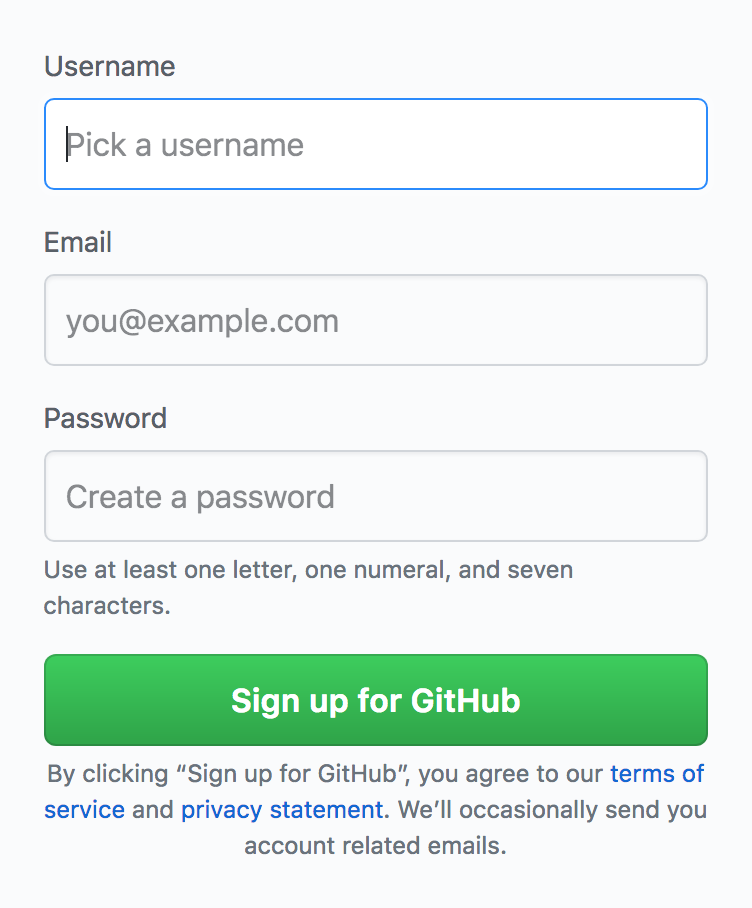 Username
Pick a username
Email
you@example.com
Password
Create a password
Use at least one letter, one numeral, and seven
characters.
Sign up for GitHub
By clicking “Sign up for GitHub”, you agree to our terms of
service and privacy statement. We’ll occasionally send you
account related emails.